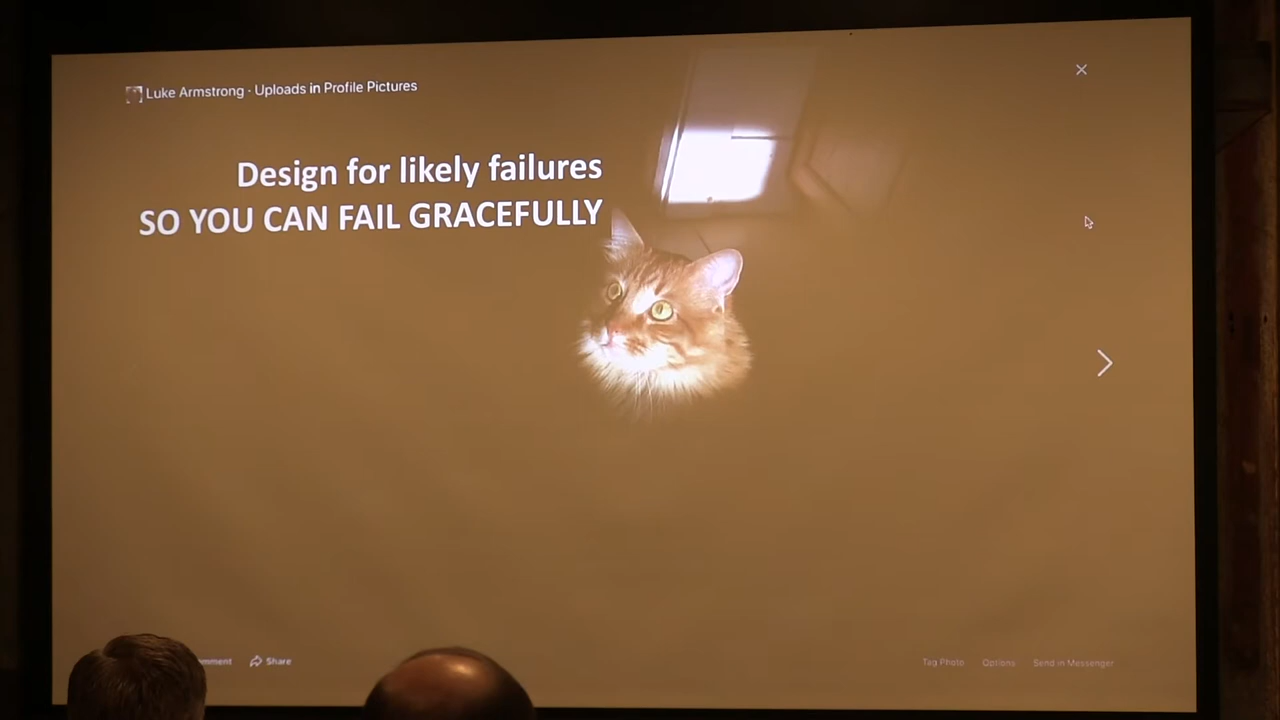 Luke Armstrong · Uploads in Profile Pictures
Design for likely failures
SO YOU CAN FAIL GRACEFULLY
Share
Tag Photo Options Send in Messenger